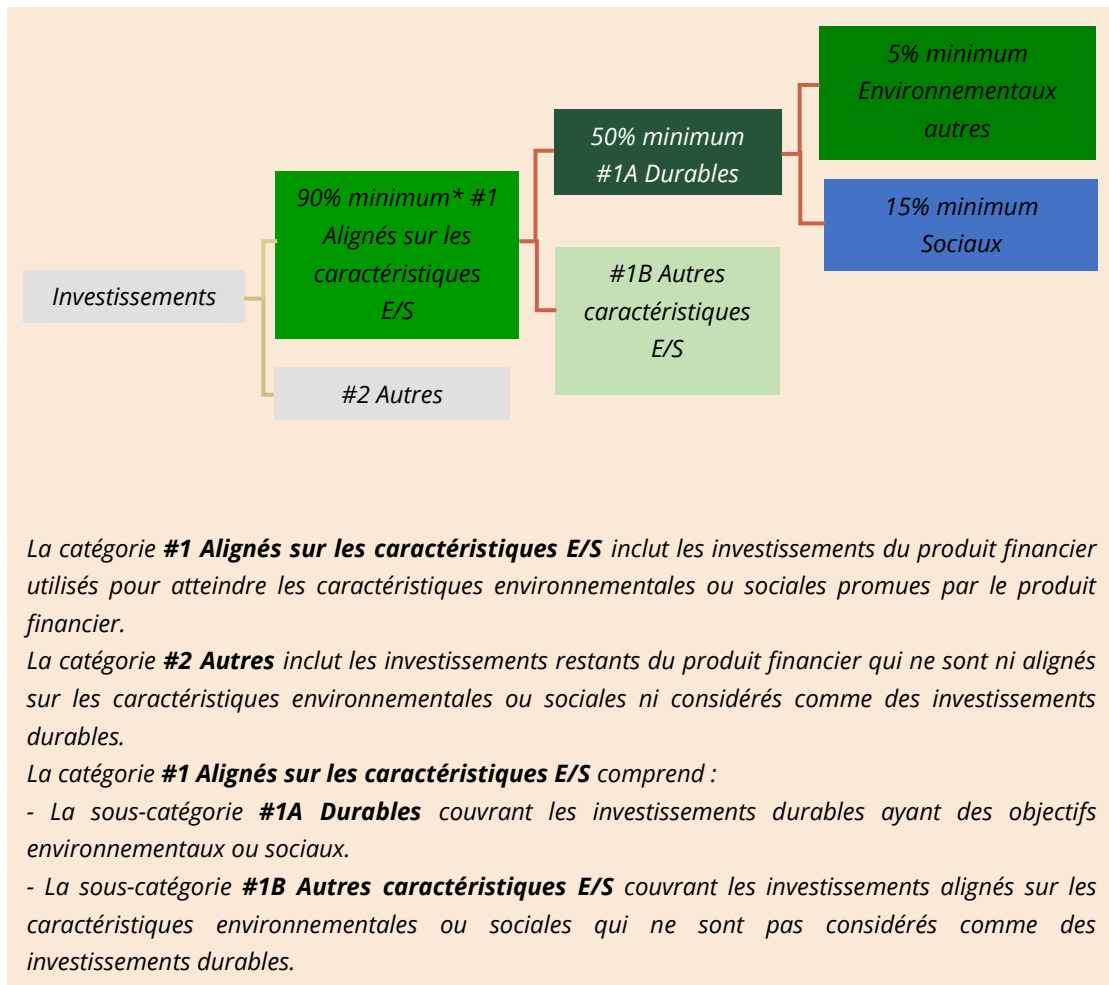 Investissements
90% minimum* #1
Alignés sur les
caractéristiques
E/S
#2 Autres
50% minimum
#1A Durables
#1B Autres
caractéristiques
E/S
5% minimum
Environnementaux
autres
15% minimum
Sociaux
La catégorie #1 Alignés sur les caractéristiques E/S inclut les investissements du produit financier
utilisés pour atteindre les caractéristiques environnementales ou sociales promues par le produit
financier.
La catégorie #2 Autres inclut les investissements restants du produit financier qui ne sont ni alignés
sur les caractéristiques environnementales ou sociales ni considérés comme des investissements
durables.
La catégorie #1 Alignés sur les caractéristiques E/S comprend :
- La sous-catégorie #1A Durables couvrant les investissements durables ayant des objectifs
environnementaux ou sociaux.
- La sous-catégorie #1B Autres caractéristiques E/S couvrant les investissements alignés sur les
caractéristiques environnementales ou sociales qui ne sont pas considérés comme des
investissements durables.